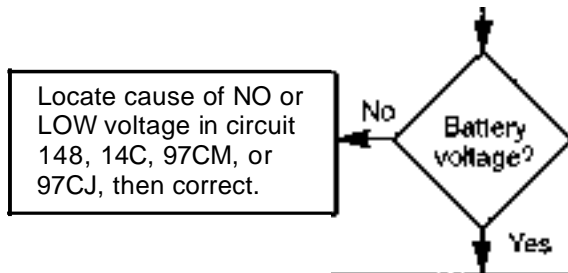 Locate cause of NO or
LOW voltage in circuit
148, 14C, 97CM, or
97CJ, then correct.
No
Battery
voltage?
Yes